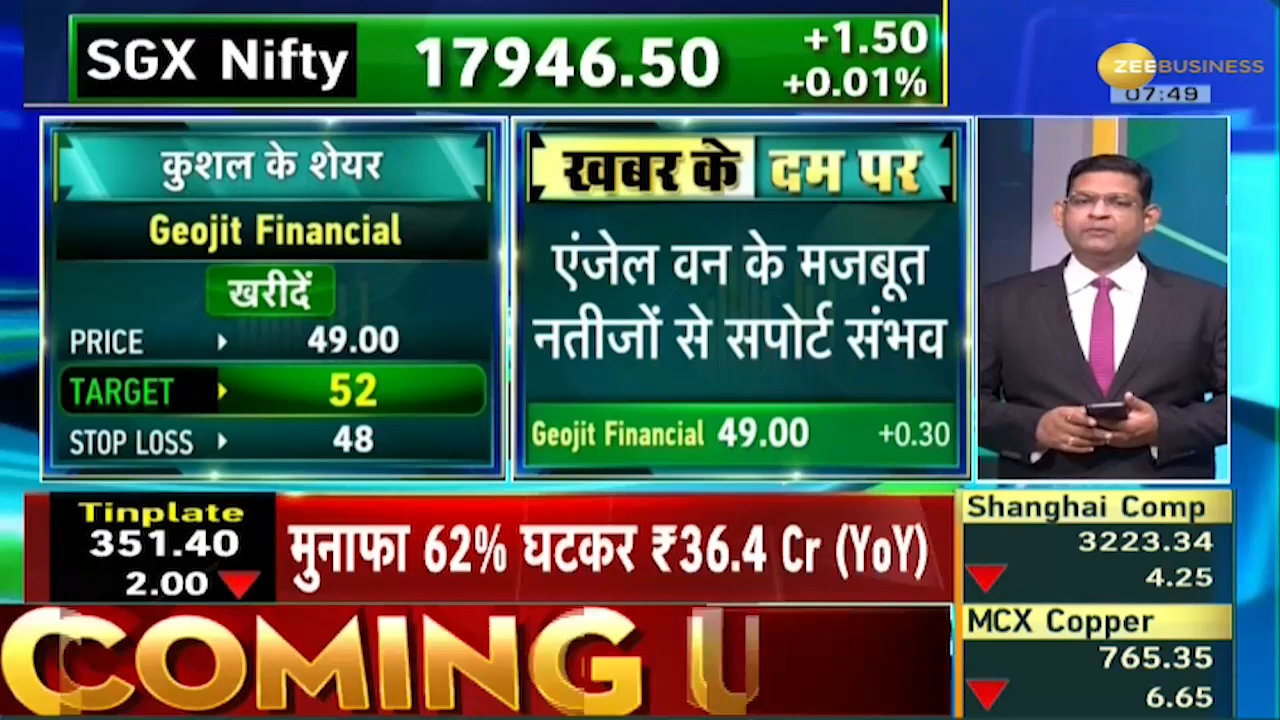 SGX Nifty 17946.50 +1.50 +0.01%
ZEEBUSINESS
07:49
कुशल के शेयर
Geojit Financial
खरीदें
PRICE 49.00
TARGET 52
STOP LOSS 48
खबर के दम पर
एंजेल वन के मजबूत
नतीजों से सपोर्ट संभव
Geojit Financial 49.00 +0.30
Tinplate
351.40
2.00
मुनाफा 62% घटकर ₹36.4 Cr (YoY)
Shanghai Comp
3223.34
4.25
MCX Copper
765.35
6.65
COMING U